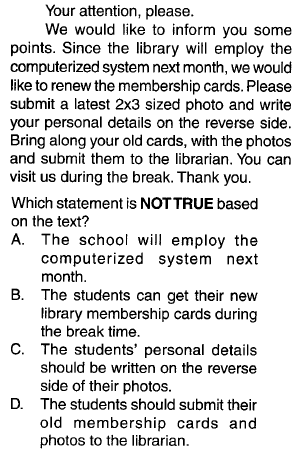 Your attention, please.
We would like to inform you some
points. Since the library will employ the
computerized system next month, we would
like to renew the membership cards. Please
submit a latest 2x3 sized photo and write
your personal details on the reverse side.
Bring along your old cards, with the photos
and submit them to the librarian. You can
visit us during the break. Thank you.
Which statement is NOT TRUE based
on the text?
A. The school will employ the
computerized system next
month.
B. The students can get their new
library membership cards during
the break time.
C. The students' personal details
should be written on the reverse
side of their photos.
D. The students should submit their
old membership cards and
photos to the librarian.